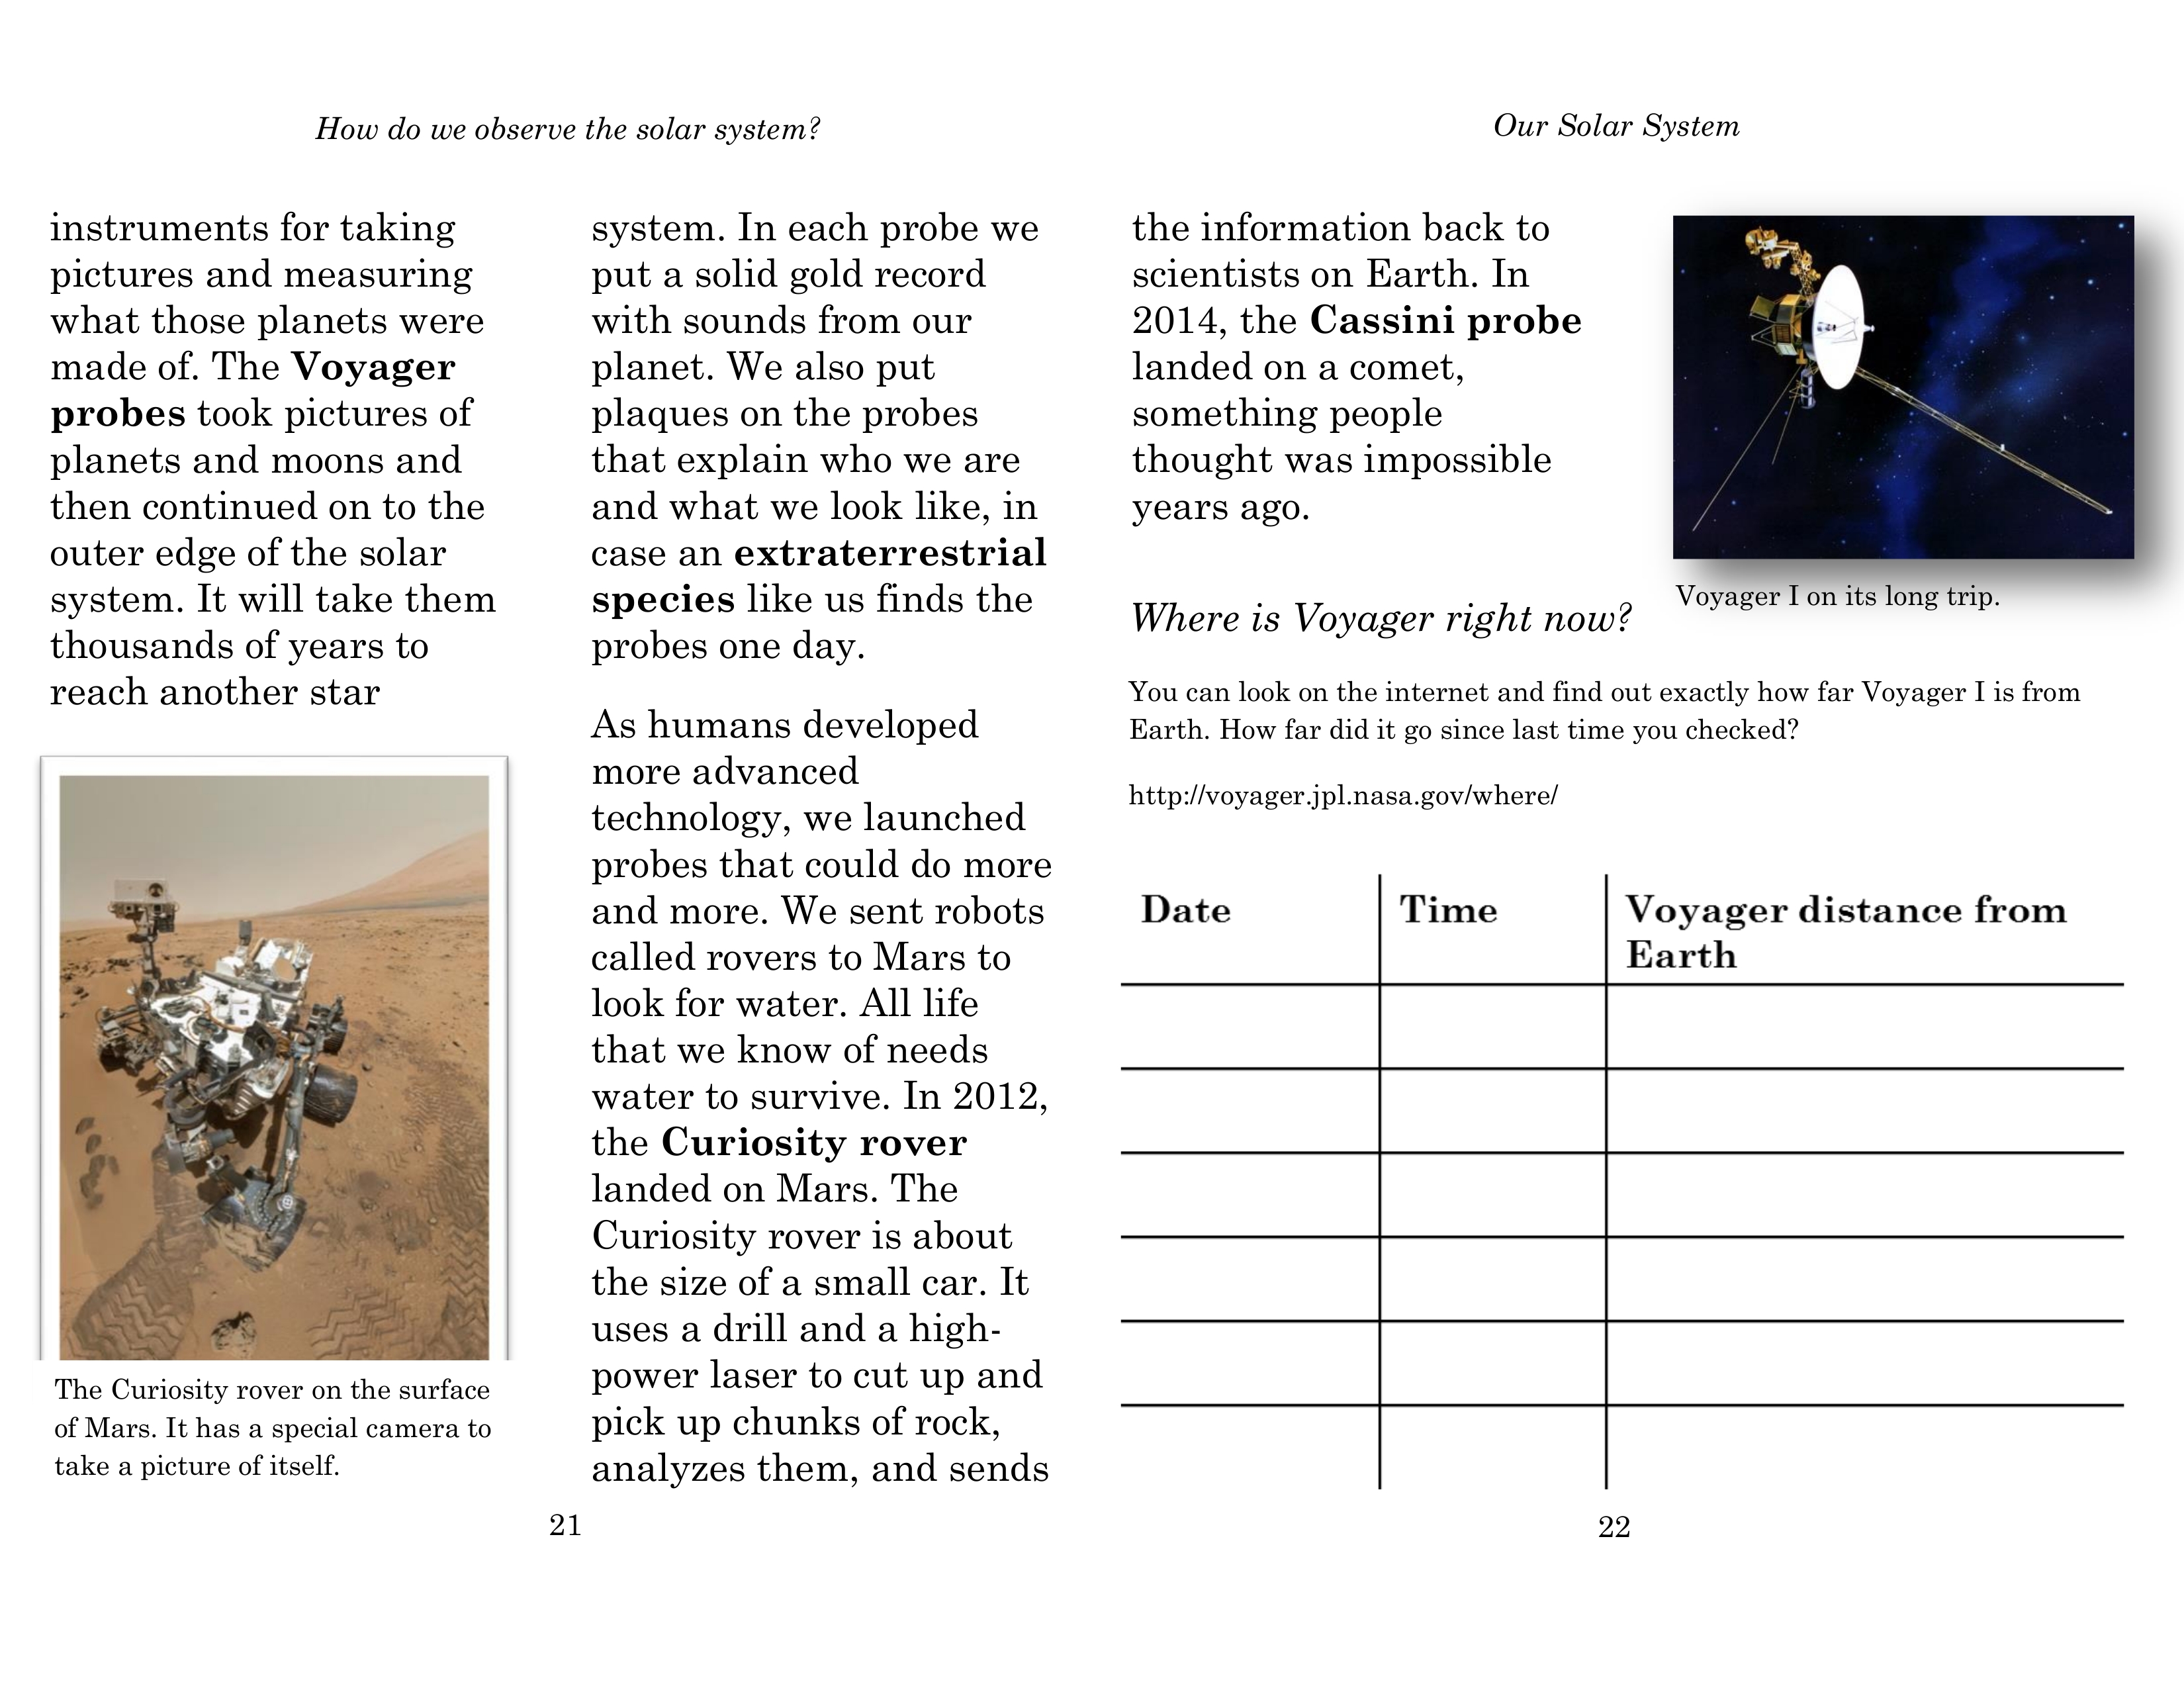 How do we observe the solar system?
instruments for taking
pictures and measuring
what those planets were
made of. The Voyager
probes took pictures of
planets and moons and
then continued on to the
outer edge of the solar
system. It will take them
thousands of years to
reach another star
The Curiosity rover on the surface
of Mars. It has a special camera to
take a picture of itself.
system. In each probe we
put a solid gold record
with sounds from our
planet. We also put
plaques on the probes
that explain who we are
and what we look like, in
case an extraterrestrial
species like us finds the
probes one day.
As humans developed
more advanced
technology, we launched
probes that could do more
and more. We sent robots
called rovers to Mars to
look for water. All life
that we know of needs
water to survive. In 2012,
the Curiosity rover
landed on Mars. The
Curiosity rover is about
the size of a small car. It
uses a drill and a high-
power laser to cut up and
pick up chunks of rock,
analyzes them, and sends
21
Our Solar System
the information back to
scientists on Earth. In
2014, the Cassini probe
landed on a comet,
something people
thought was impossible
years ago.
Voyager I on its long trip.
Where is Voyager right now?
You can look on the internet and find out exactly how far Voyager I is from
Earth. How far did it go since last time you checked?
http://voyager.jpl.nasa.gov/where/
Date Time Voyager distance from
Earth
22